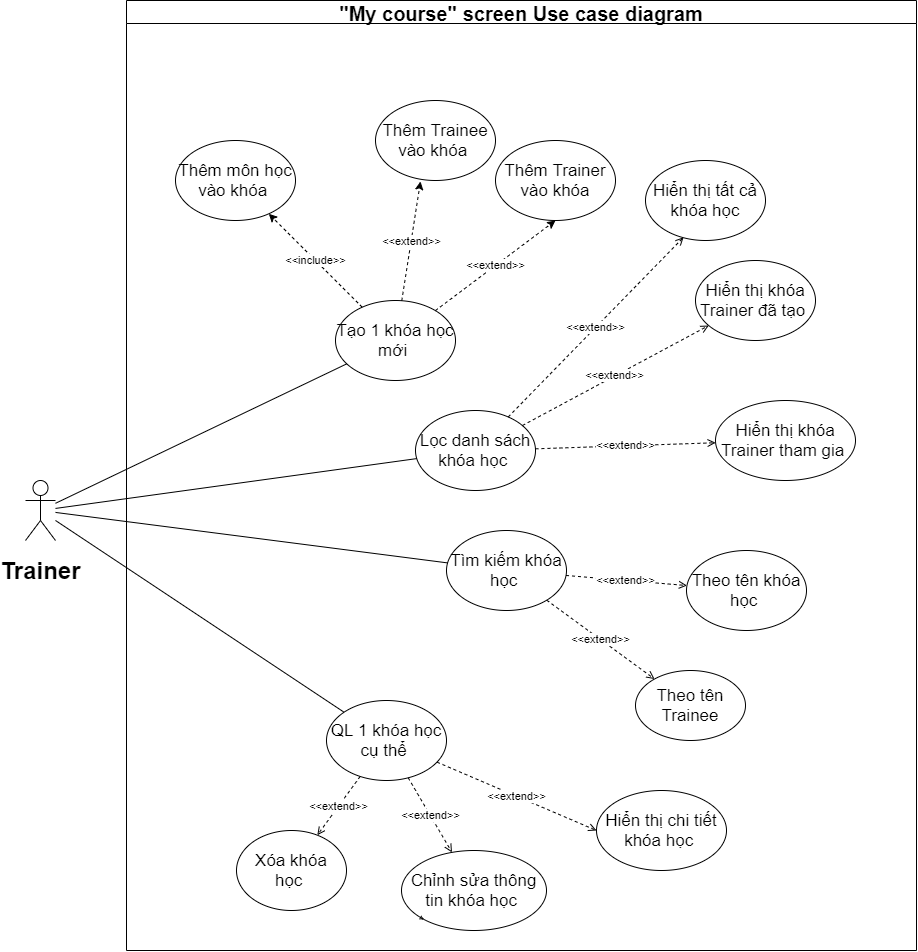 "My course" screen Use case diagram
Thêm Trainee
vào khóa
Thêm môn học
vào khóa
Thêm Trainer
vào khóa
Hiển thị tất cả
khóa học
<<extend>>
<<include>>
<<extend>>
Hiển thị khóa
Trainer đã tạo
Tạo 1 khóa học
mới
<<extend>>
<<extend>>
Lọc danh sách
khóa học
<<extend>>
Hiển thị khóa
Trainer tham gia
Trainer
Tìm kiếm khóa
học
<<extend>>
Theo tên khóa
học
<<extend>>
Theo tên
Trainee
QL 1 khóa học
cụ thể
<<extend>>
<<extend>>
<<extend>>
Hiển thị chi tiết
khóa học
Xóa khóa
học
Chỉnh sửa thông
tin khóa học